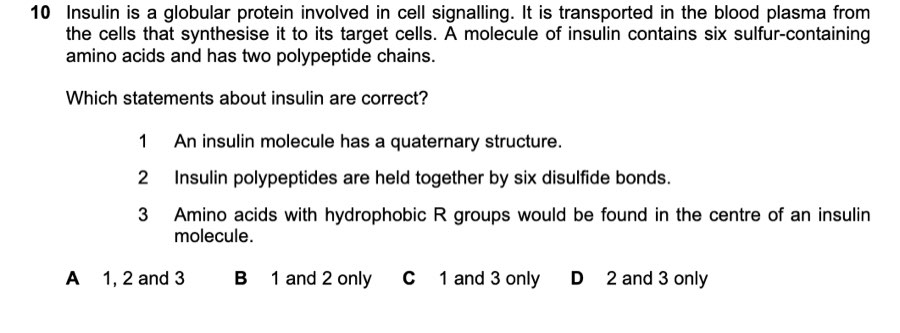 10 Insulin is a globular protein involved in cell signalling. It is transported in the blood plasma from
the cells that synthesise it to its target cells. A molecule of insulin contains six sulfur-containing
amino acids and has two polypeptide chains.
Which statements about insulin are correct?
1 An insulin molecule has a quaternary structure.
2 Insulin polypeptides are held together by six disulfide bonds.
3 Amino acids with hydrophobic R groups would be found in the centre of an insulin
molecule.
A 1, 2 and 3 B 1 and 2 only C 1 and 3 only D 2 and 3 only